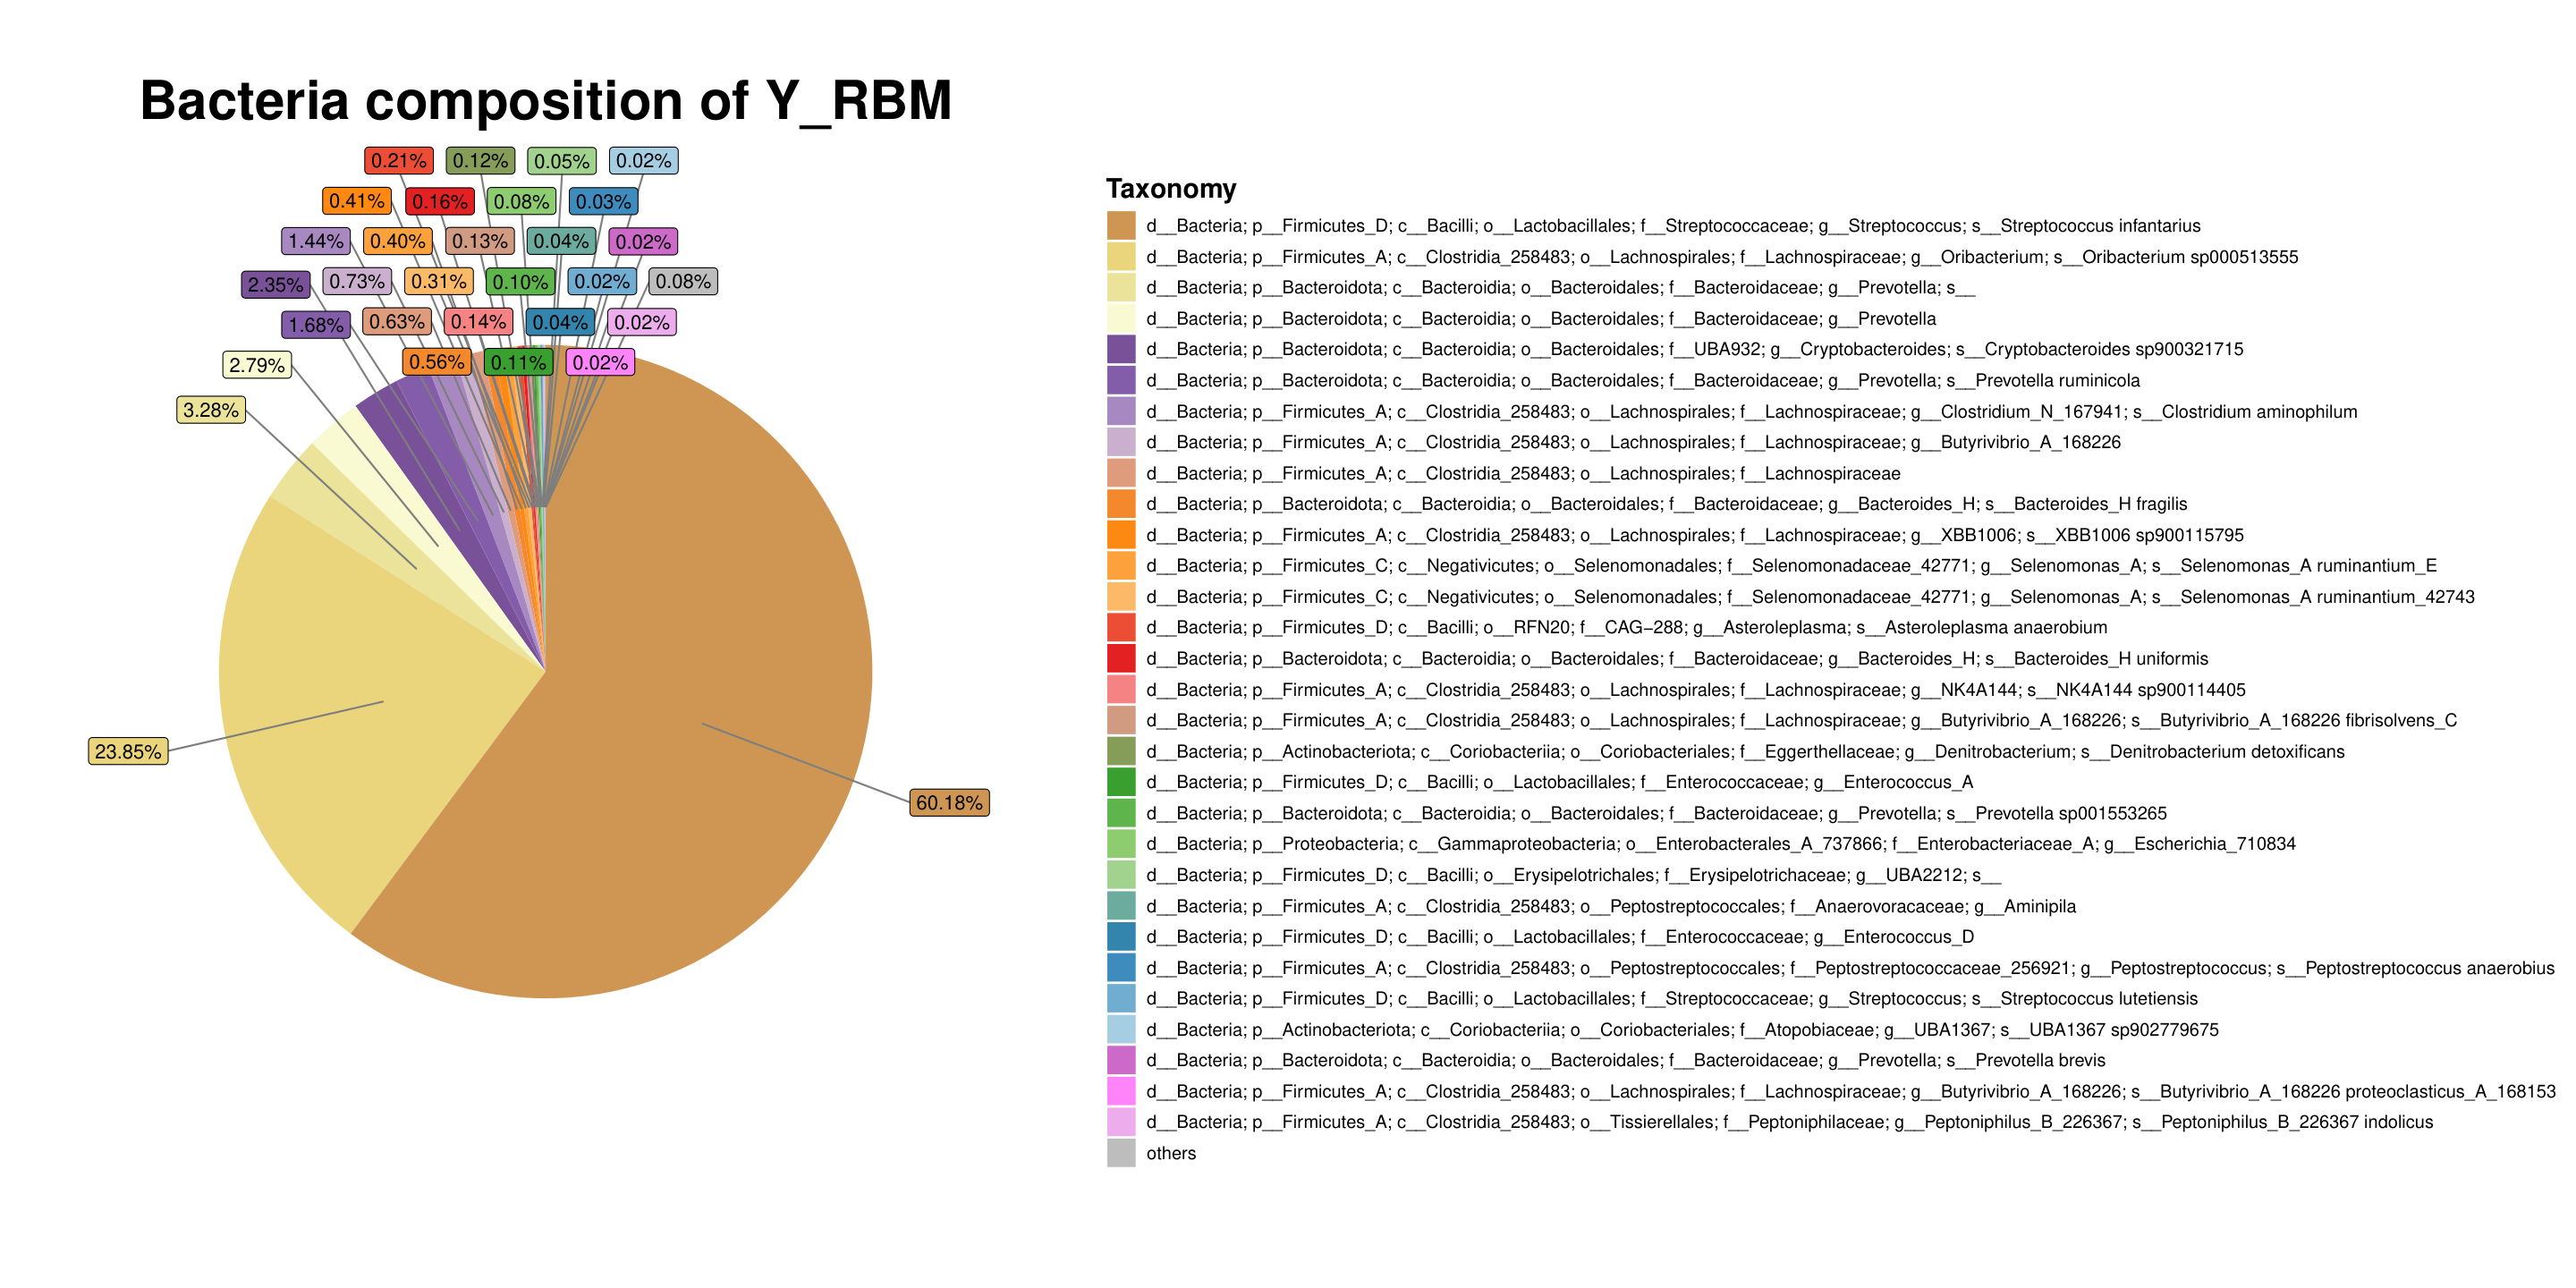 Bacteria composition of Y_RBM
0.21% 0.12% 0.05% 0.02%
0.41% 0.16% 0.08% 0.03%
1.44% 0.40% 0.13% 0.04% 0.02%
2.35% 0.73% 0.31% 0.10% 0.02% 0.08%
1.68% 0.63% 0.14% 0.04% 0.02%
2.79% 0.56% 0.11% 0.02%
3.28%
23.85%
60.18%
Taxonomy
d__Bacteria; p__Firmicutes_D; c__Bacilli; o__Lactobacillales; f__Streptococcaceae; g__Streptococcus; s__Streptococcus infantarius
d__Bacteria; p__Firmicutes_A; c__Clostridia_258483; o__Lachnospirales; f__Lachnospiraceae; g__Oribacterium; s__Oribacterium sp000513555
d__Bacteria; p__Bacteroidota; c__Bacteroidia; o__Bacteroidales; f__Bacteroidaceae; g__Prevotella; s__
d__Bacteria; p__Bacteroidota; c__Bacteroidia; o__Bacteroidales; f__Bacteroidaceae; g__Prevotella
d__Bacteria; p__Bacteroidota; c__Bacteroidia; o__Bacteroidales; f__UBA932; g__Cryptobacteroides; s__Cryptobacteroides sp900321715
d__Bacteria; p__Bacteroidota; c__Bacteroidia; o__Bacteroidales; f__Bacteroidaceae; g__Prevotella; s__Prevotella ruminicola
d__Bacteria; p__Firmicutes_A; c__Clostridia_258483; o__Lachnospirales; f__Lachnospiraceae; g__Clostridium_N_167941; s__Clostridium aminophilum
d__Bacteria; p__Firmicutes_A; c__Clostridia_258483; o__Lachnospirales; f__Lachnospiraceae; g__Butyrivibrio_A_168226
d__Bacteria; p__Firmicutes_A; c__Clostridia_258483; o__Lachnospirales; f__Lachnospiraceae
d__Bacteria; p__Bacteroidota; c__Bacteroidia; o__Bacteroidales; f__Bacteroidaceae; g__Bacteroides_H; s__Bacteroides_H fragilis
d__Bacteria; p__Firmicutes_A; c__Clostridia_258483; o__Lachnospirales; f__Lachnospiraceae; g__XBB1006; s__XBB1006 sp900115795
d__Bacteria; p__Firmicutes_C; c__Negativicutes; o__Selenomonadales; f__Selenomonadaceae_42771; g__Selenomonas_A; s__Selenomonas_A ruminantium_E
d__Bacteria; p__Firmicutes_C; c__Negativicutes; o__Selenomonadales; f__Selenomonadaceae_42771; g__Selenomonas_A; s__Selenomonas_A ruminantium_42743
d__Bacteria; p__Firmicutes_D; c__Bacilli; o__RFN20; f__CAG−288; g__Asteroleplasma; s__Asteroleplasma anaerobium
d__Bacteria; p__Bacteroidota; c__Bacteroidia; o__Bacteroidales; f__Bacteroidaceae; g__Bacteroides_H; s__Bacteroides_H uniformis
d__Bacteria; p__Firmicutes_A; c__Clostridia_258483; o__Lachnospirales; f__Lachnospiraceae; g__NK4A144; s__NK4A144 sp900114405
d__Bacteria; p__Firmicutes_A; c__Clostridia_258483; o__Lachnospirales; f__Lachnospiraceae; g__Butyrivibrio_A_168226; s__Butyrivibrio_A_168226 fibrisolvens_C
d__Bacteria; p__Actinobacteriota; c__Coriobacteriia; o__Coriobacteriales; f__Eggerthellaceae; g__Denitrobacterium; s__Denitrobacterium detoxificans
d__Bacteria; p__Firmicutes_D; c__Bacilli; o__Lactobacillales; f__Enterococcaceae; g__Enterococcus_A
d__Bacteria; p__Bacteroidota; c__Bacteroidia; o__Bacteroidales; f__Bacteroidaceae; g__Prevotella; s__Prevotella sp001553265
d__Bacteria; p__Proteobacteria; c__Gammaproteobacteria; o__Enterobacterales_A_737866; f__Enterobacteriaceae_A; g__Escherichia_710834
d__Bacteria; p__Firmicutes_D; c__Bacilli; o__Erysipelotrichales; f__Erysipelotrichaceae; g__UBA2212; s__
d__Bacteria; p__Firmicutes_A; c__Clostridia_258483; o__Peptostreptococcales; f__Anaerovoracaceae; g__Aminipila
d__Bacteria; p__Firmicutes_D; c__Bacilli; o__Lactobacillales; f__Enterococcaceae; g__Enterococcus_D
d__Bacteria; p__Firmicutes_A; c__Clostridia_258483; o__Peptostreptococcales; f__Peptostreptococcaceae_256921; g__Peptostreptococcus; s__Peptostreptococcus anaerobius
d__Bacteria; p__Firmicutes_D; c__Bacilli; o__Lactobacillales; f__Streptococcaceae; g__Streptococcus; s__Streptococcus lutetiensis
d__Bacteria; p__Actinobacteriota; c__Coriobacteriia; o__Coriobacteriales; f__Atopobiaceae; g__UBA1367; s__UBA1367 sp902779675
d__Bacteria; p__Bacteroidota; c__Bacteroidia; o__Bacteroidales; f__Bacteroidaceae; g__Prevotella; s__Prevotella brevis
d__Bacteria; p__Firmicutes_A; c__Clostridia_258483; o__Lachnospirales; f__Lachnospiraceae; g__Butyrivibrio_A_168226; s__Butyrivibrio_A_168226 proteoclasticus_A_168153
d__Bacteria; p__Firmicutes_A; c__Clostridia_258483; o__Tissierellales; f__Peptoniphilaceae; g__Peptoniphilus_B_226367; s__Peptoniphilus_B_226367 indolicus
others